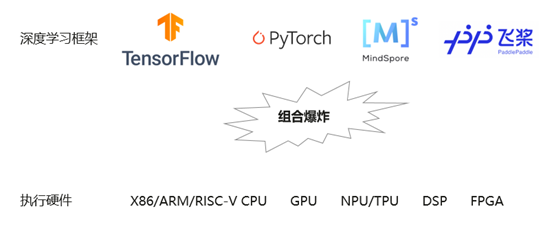 深度学习框架
TensorFlow
PyTorch
[M]s
MindSpore
飞桨
PaddlePaddle
组合爆炸
执行硬件 X86/ARM/RISC-V CPU GPU NPU/TPU DSP FPGA